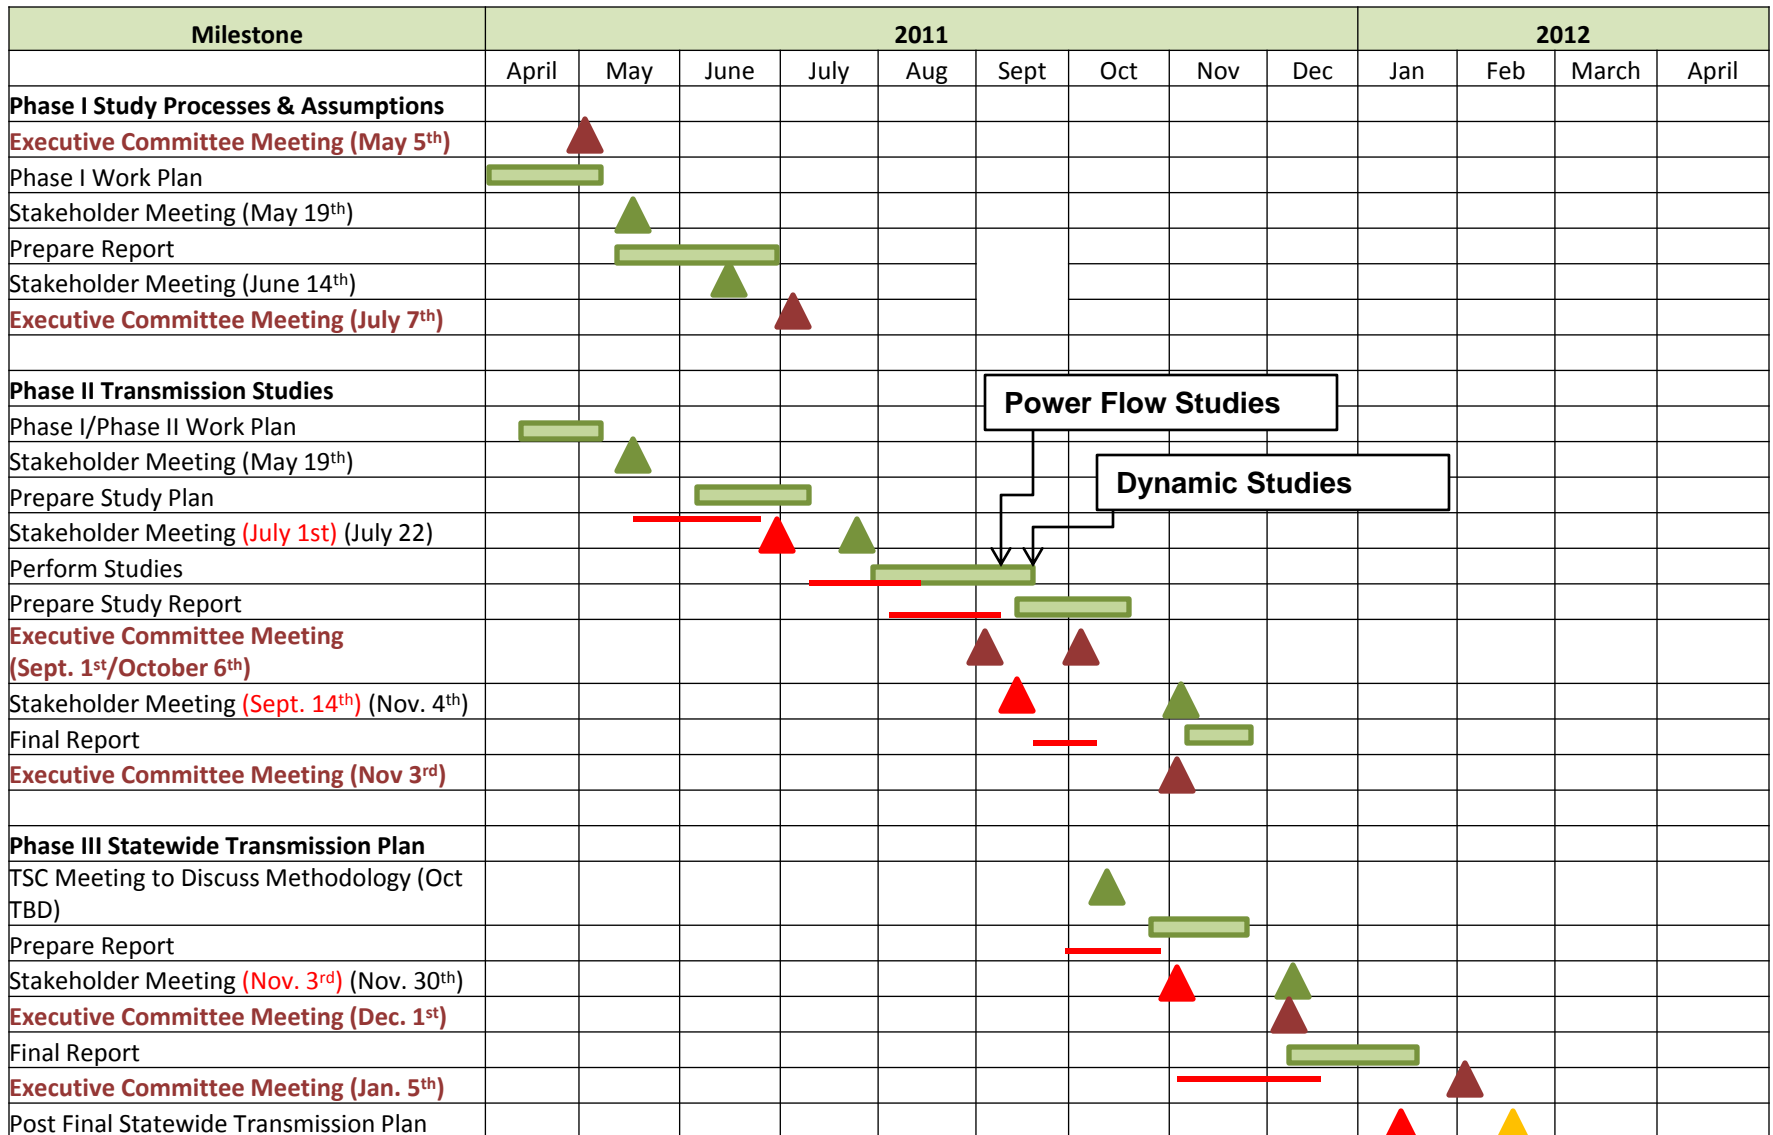 Milestone 2011 2012
April May June July Aug Sept Oct Nov Dec Jan Feb March April
Phase I Study Processes & Assumptions
Executive Committee Meeting (May 5th)
Phase I Work Plan
Stakeholder Meeting (May 19th)
Prepare Report
Stakeholder Meeting (June 14th)
Executive Committee Meeting (July 7th)
Phase II Transmission Studies
Power Flow Studies
Phase I/Phase II Work Plan
Stakeholder Meeting (May 19th)
Dynamic Studies
Prepare Study Plan
Stakeholder Meeting (July 1st) (July 22)
Perform Studies
Prepare Study Report
Executive Committee Meeting
(Sept. 1st/October 6th)
Stakeholder Meeting (Sept. 14th) (Nov. 4th)
Final Report
Executive Committee Meeting (Nov 3rd)
Phase III Statewide Transmission Plan
TSC Meeting to Discuss Methodology (Oct
TBD)
Prepare Report
Stakeholder Meeting (Nov. 3rd) (Nov. 30th)
Executive Committee Meeting (Dec. 1st)
Final Report
Executive Committee Meeting (Jan. 5th)
Post Final Statewide Transmission Plan